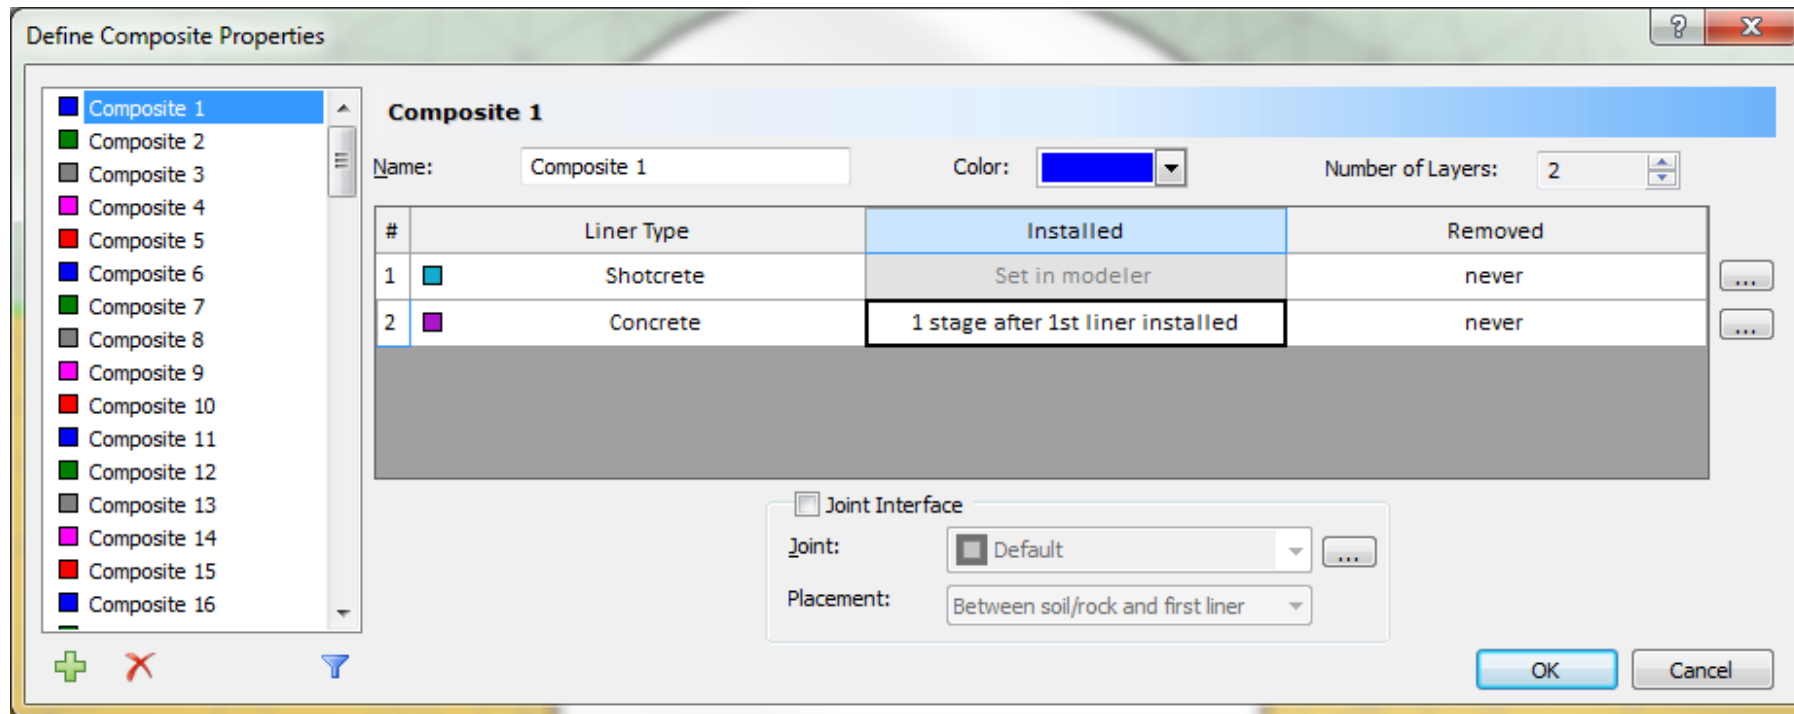 Define Composite Properties
Composite 1
Composite 2
Composite 3
Composite 4
Composite 5
Composite 6
Composite 7
Composite 8
Composite 9
Composite 10
Composite 11
Composite 12
Composite 13
Composite 14
Composite 15
Composite 16
Composite 1
Name: Composite 1 Color: Number of Layers: 2
# Liner Type Installed Removed
1 Shotcrete Set in modeler never ...
2 Concrete 1 stage after 1st liner installed never ...
Joint Interface
Joint: Default ...
Placement: Between soil/rock and first liner
OK Cancel